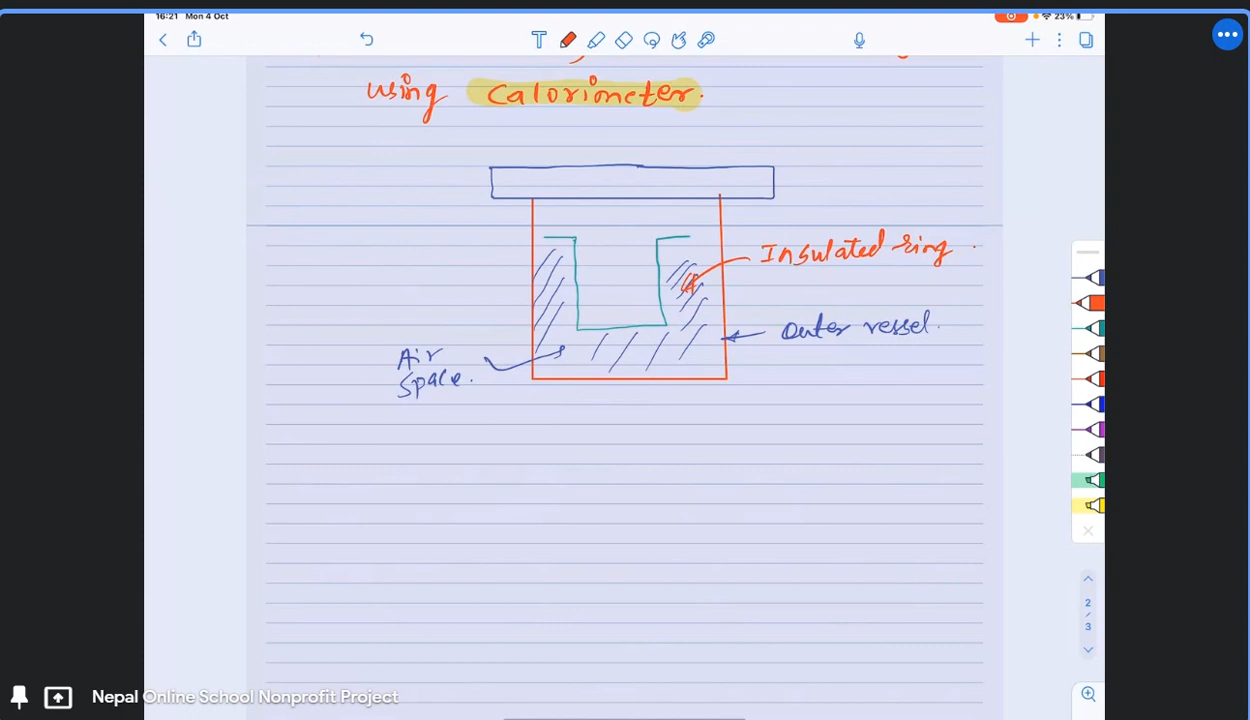 16:21 Mon 4 Oct
23%
T
using Calorimeter.
Insulated ring
Outer vessel.
Air
space.
2
/
3
Nepal Online School Nonprofit Project